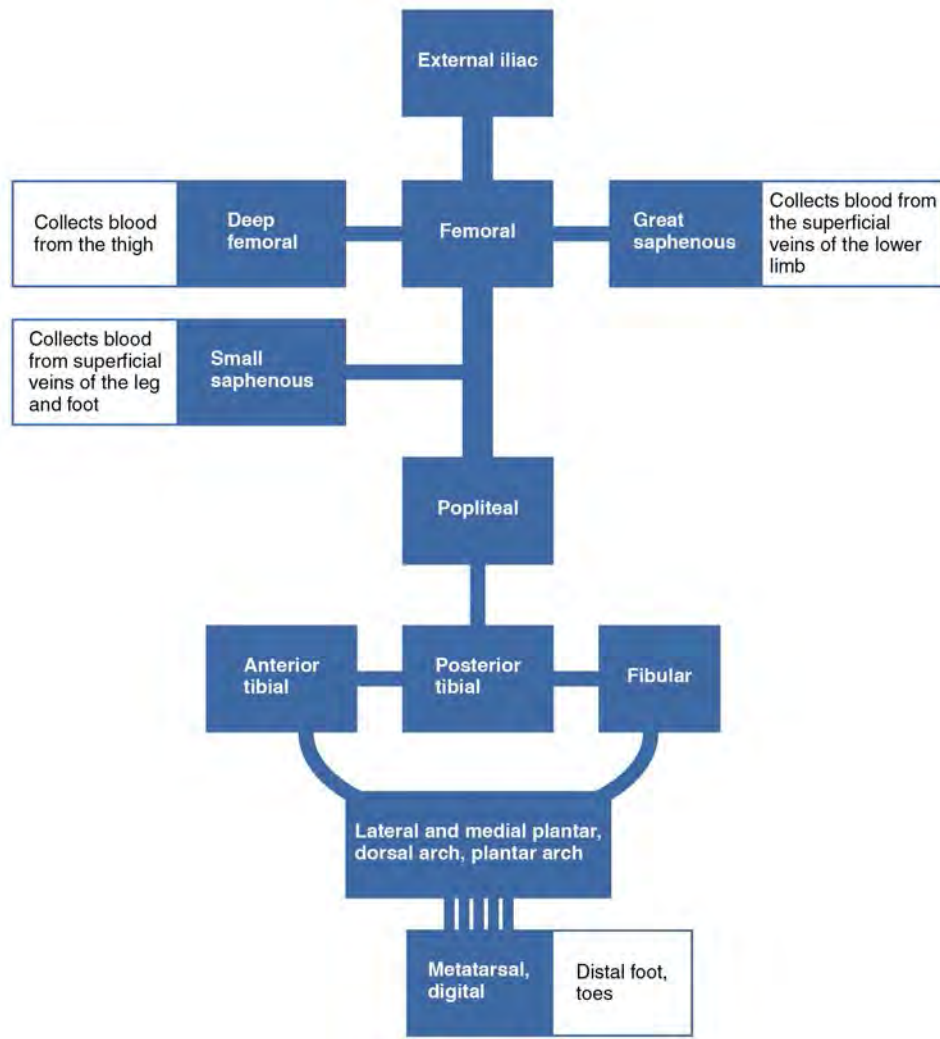 External iliac
Collects blood
from the thigh
Deep
femoral
Femoral
Great
saphenous
Collects blood from
the superficial
veins of the lower
limb
Collects blood
from superficial
veins of the leg
and foot
Small
saphenous
Popliteal
Anterior
tibial
Posterior
tibial
Fibular
Lateral and medial plantar,
dorsal arch, plantar arch
Metatarsal,
digital
Distal foot,
toes